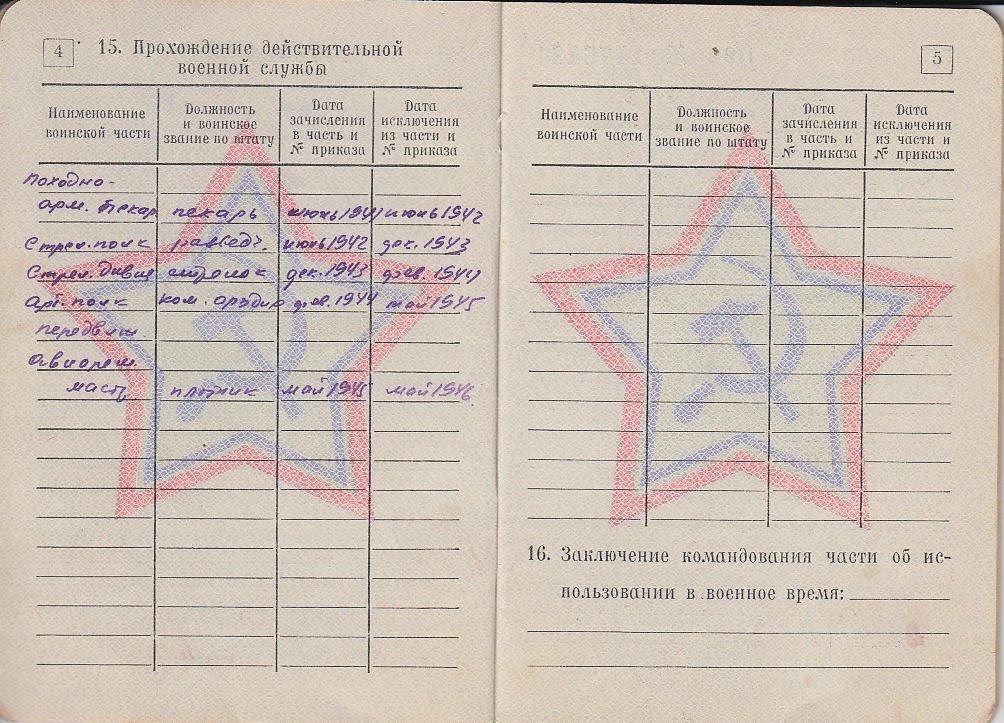 4
15. Прохождение действительной
военной службы
Наименование
воинской части
Должность
и воинское
звание по штату
Дата
зачисления
в часть и
№ приказа
Дата
исключения
из части и
№ приказа
Походно-
арм. пекар пекарь июнь 1941 июнь 1942
Стрел. полк развед. июнь 1942 дек. 1943
Стрел. дивиз стрелок дек. 1943 фев. 1944
Арт. полк ком. орудия фев. 1944 май 1945
передвиж
авиарем.
маст плотник май 1945 май 1946
5
Наименование
воинской части
Должность
и воинское
звание по штату
Дата
зачисления
в часть и
№ приказа
Дата
исключения
из части и
№ приказа
16. Заключение командования части об ис-
пользовании в военное время: